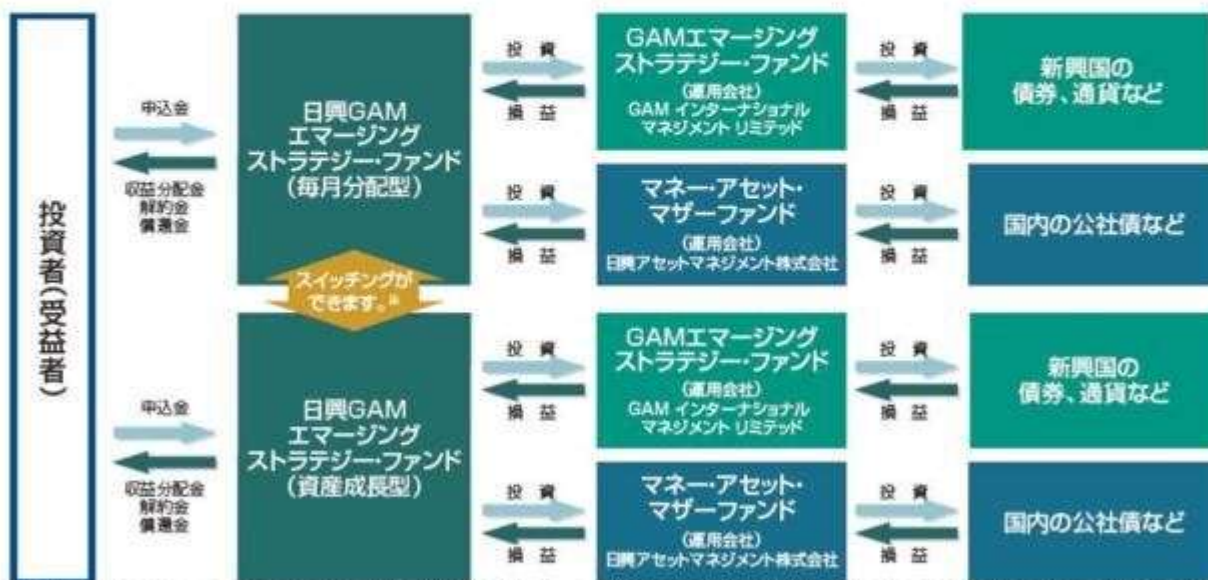 投資者(受益者)
申込金
収益分配金
解約金
償還金
日興GAM
エマージング
ストラテジー・ファンド
(毎月分配型)
投 資
損 益
GAMエマージング
ストラテジー・ファンド
(運用会社)
GAM インターナショナル
マネジメント リミテッド
投 資
損 益
新興国の
債券、通貨など
投 資
損 益
マネー・アセット・
マザーファンド
(運用会社)
日興アセットマネジメント株式会社
投 資
損 益
国内の公社債など
スイッチングが
できます。※
申込金
収益分配金
解約金
償還金
日興GAM
エマージング
ストラテジー・ファンド
(資産成長型)
投 資
損 益
GAMエマージング
ストラテジー・ファンド
(運用会社)
GAM インターナショナル
マネジメント リミテッド
投 資
損 益
新興国の
債券、通貨など
投 資
損 益
マネー・アセット・
マザーファンド
(運用会社)
日興アセットマネジメント株式会社
投 資
損 益
国内の公社債など